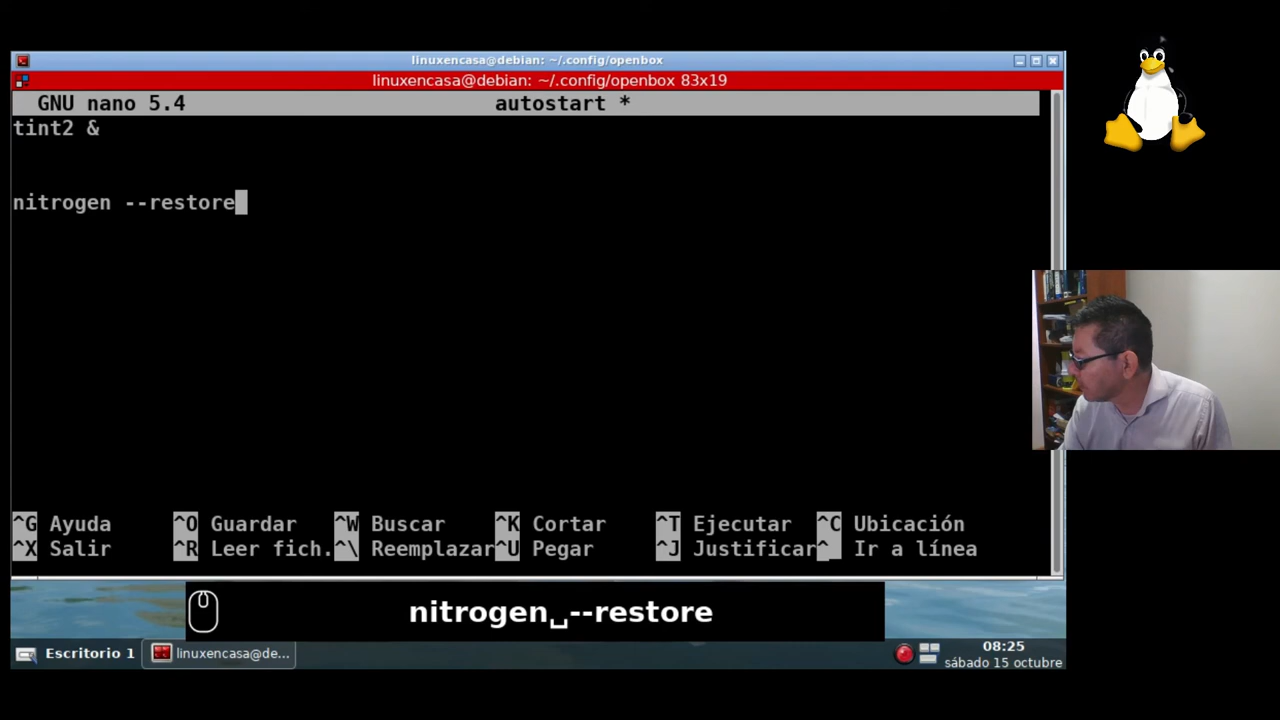 linuxencasa@debian: ~/.config/openbox
linuxencasa@debian: ~/.config/openbox 83x19
GNU nano 5.4 autostart *
tint2 &
nitrogen --restore
^G Ayuda ^O Guardar ^W Buscar ^K Cortar ^T Ejecutar ^C Ubicación
^X Salir ^R Leer fich. ^\ Reemplazar ^U Pegar ^J Justificar ^_ Ir a línea
nitrogen␣--restore
Escritorio 1 linuxencasa@de... 08:25
sábado 15 octubre